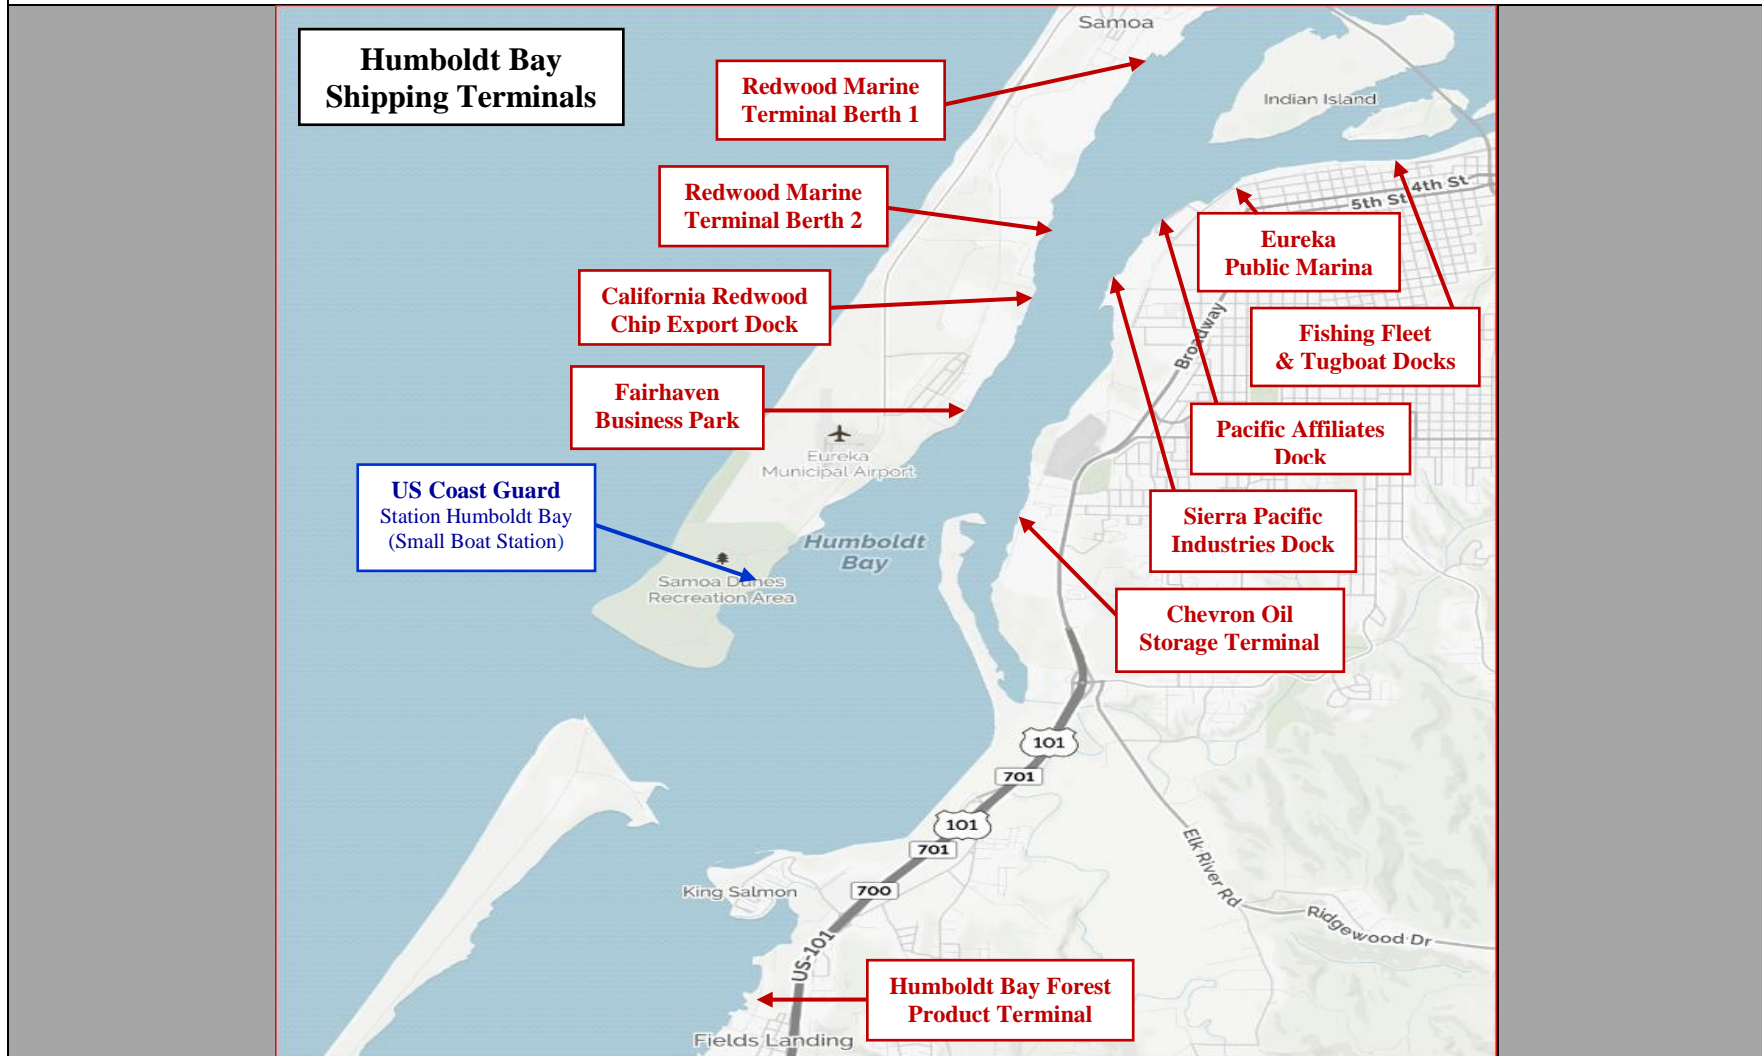 Humboldt Bay
Shipping Terminals
Samoa
Redwood Marine
Terminal Berth 1
Indian Island
Redwood Marine
Terminal Berth 2
4th St
5th St
Eureka
Public Marina
California Redwood
Chip Export Dock
Broadway
Fishing Fleet
& Tugboat Docks
Fairhaven
Business Park
Pacific Affiliates
Dock
Eureka
Municipal Airport
US Coast Guard
Station Humboldt Bay
(Small Boat Station)
Sierra Pacific
Industries Dock
Humboldt
Bay
Samoa Dunes
Recreation Area
Chevron Oil
Storage Terminal
101
701
101
701
700
King Salmon
Elk River Rd
Ridgewood Dr
US-101
Humboldt Bay Forest
Product Terminal
Fields Landing